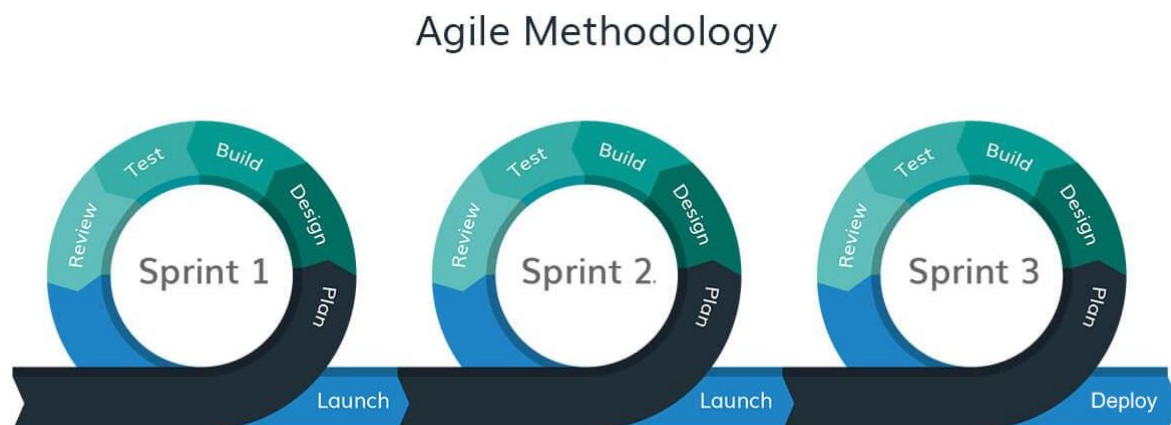 Agile Methodology
Test
Build
Review
Design
Sprint 1
Plan
Launch
Test
Build
Review
Design
Sprint 2.
Plan
Launch
Test
Build
Review
Design
Sprint 3
Plan
Deploy